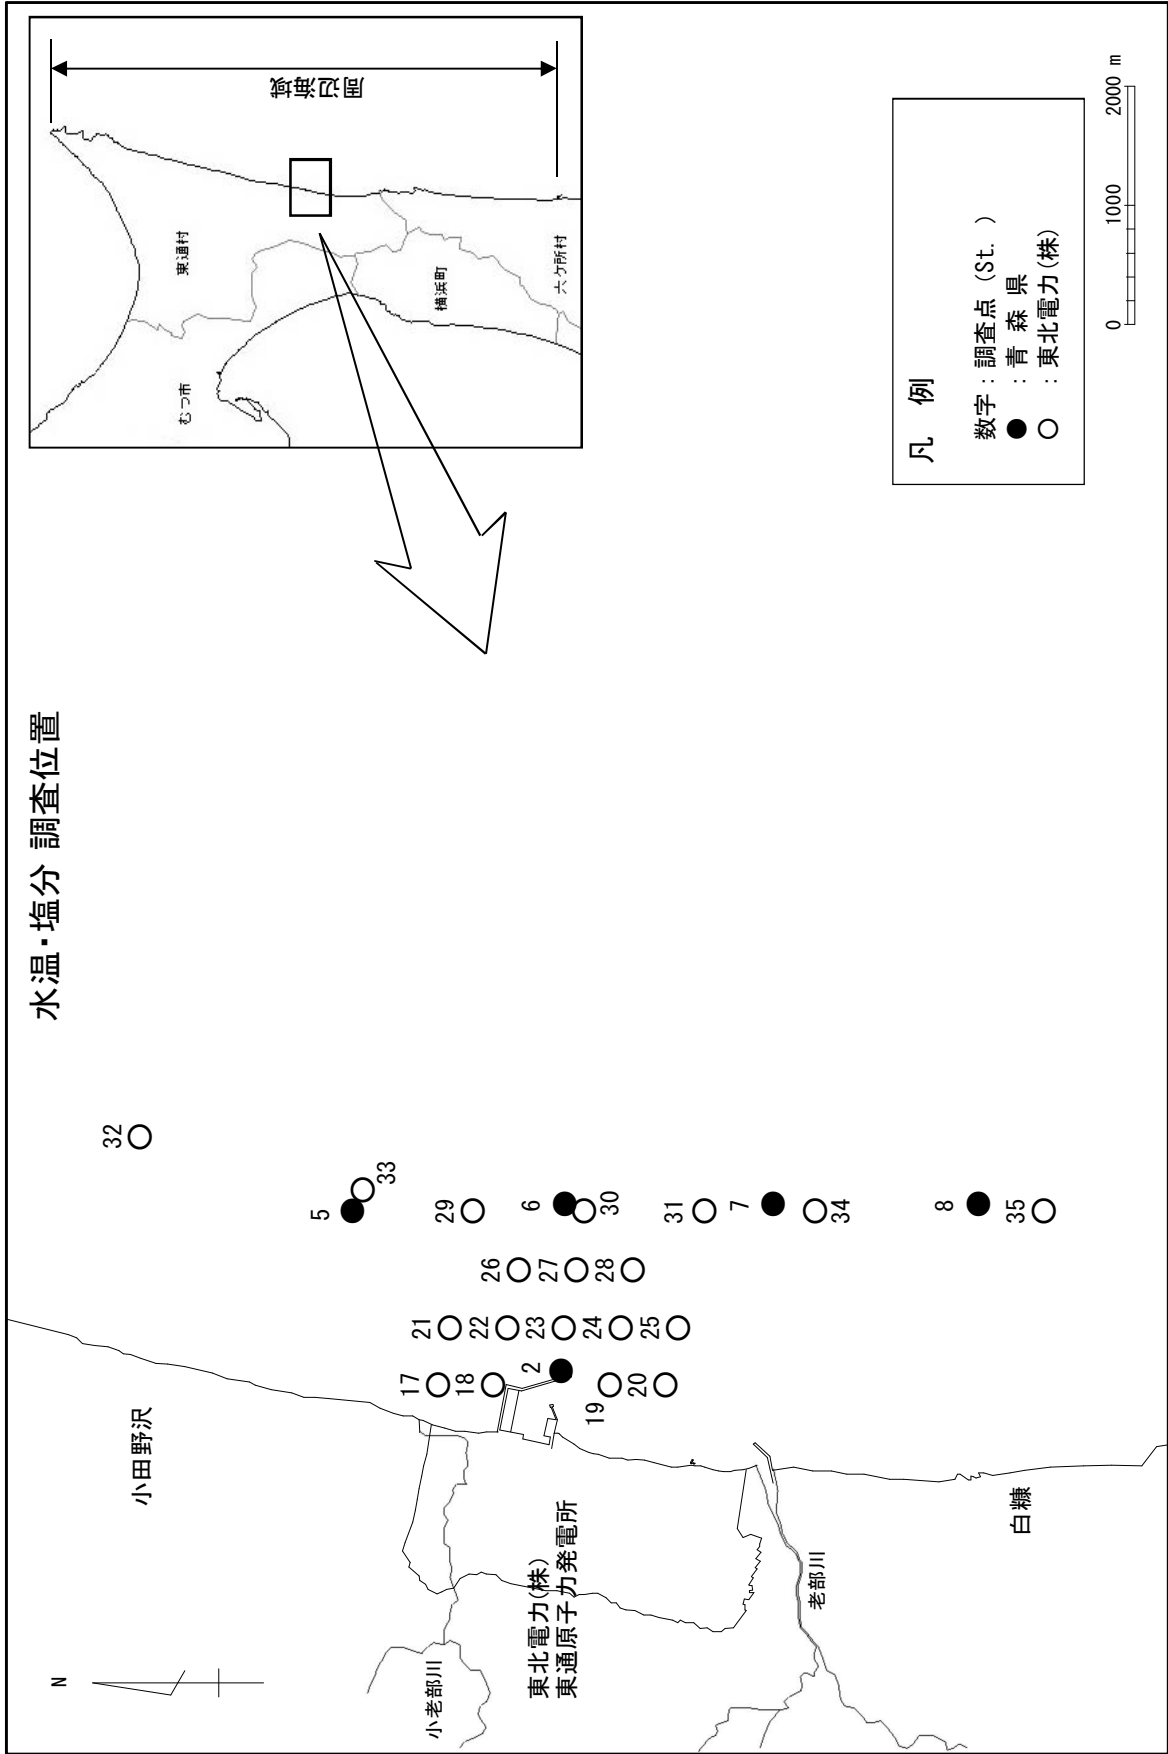 水温・塩分 調査位置
N
小田野沢
小老部川
東北電力(株)
東通原子力発電所
老部川
白糠
32
5
33
29
6
30
31
7
34
8
35
26
27
28
21
22
23
24
25
17
18
2
19
20
周辺海域
東通村
むつ市
横浜町
六ケ所村
凡 例
数字：調査点 (St. )
●：青 森 県
○：東北電力(株)
0 1000 2000 m